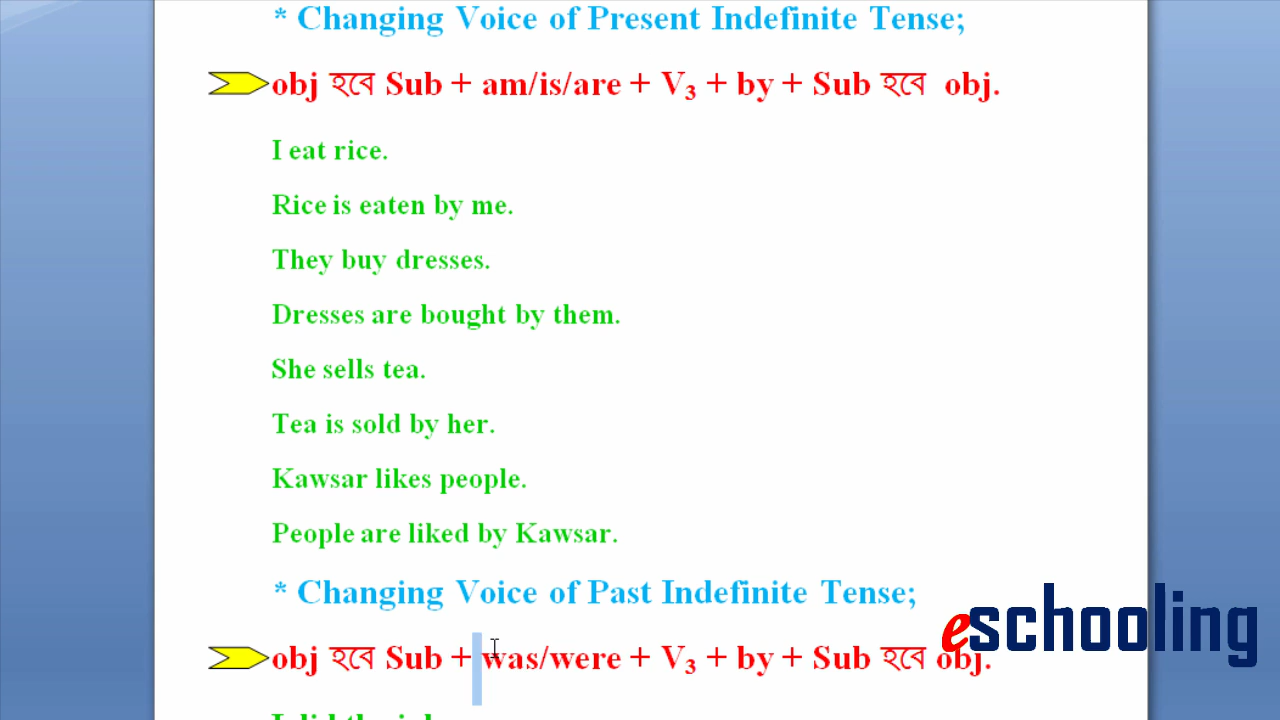 * Changing Voice of Present Indefinite Tense;
obj হবে Sub + am/is/are + V₃ + by + Sub হবে obj.
I eat rice.
Rice is eaten by me.
They buy dresses.
Dresses are bought by them.
She sells tea.
Tea is sold by her.
Kawsar likes people.
People are liked by Kawsar.
* Changing Voice of Past Indefinite Tense;
eschooling
obj হবে Sub + was/were + V₃ + by + Sub হবে obj.